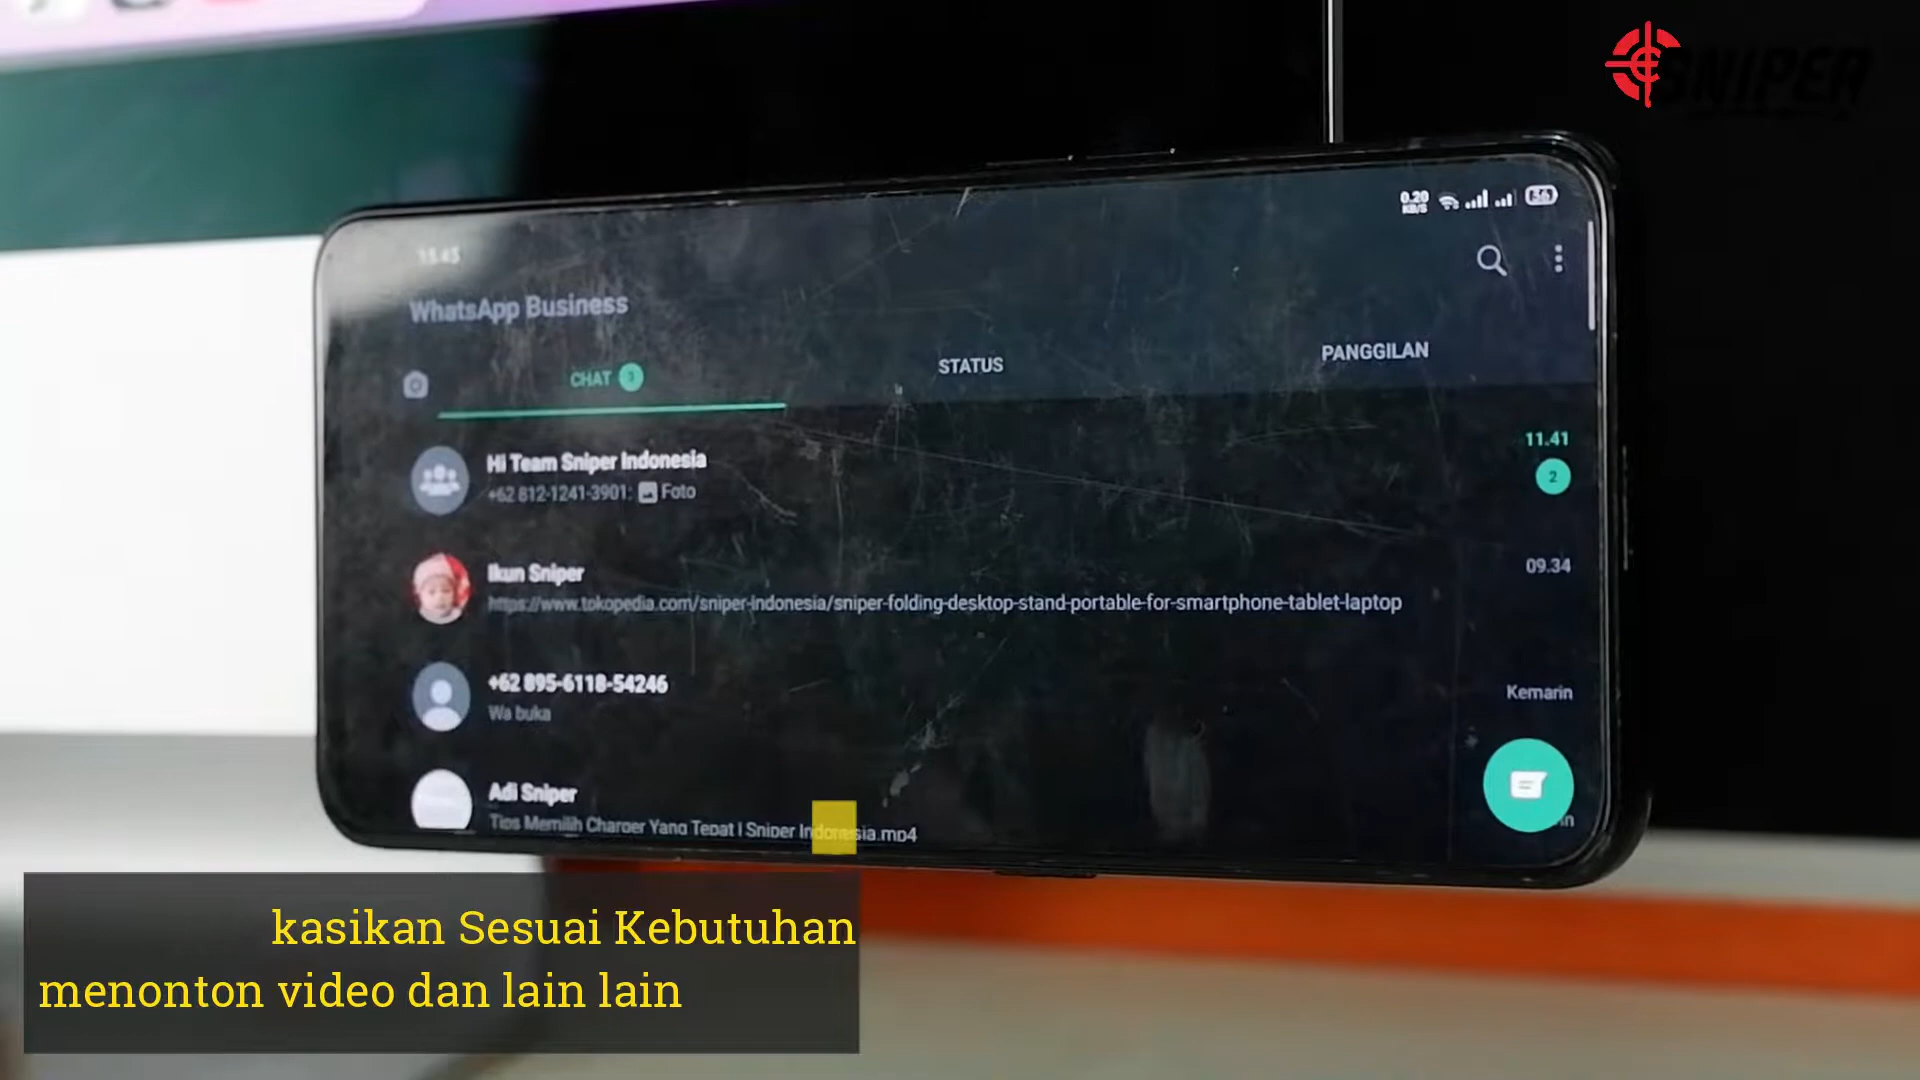 SNIPER
0.20
KB/S
56
WhatsApp Business
CHAT
STATUS
PANGGILAN
Hi Team Sniper Indonesia
11.41
+62 812-1241-3901: Foto
2
Ikun Sniper
09.34
https://www.tokopedia.com/sniper-indonesia/sniper-folding-desktop-stand-portable-for-smartphone-tablet-laptop
+62 895-6118-54246
Kemarin
Wa buka
Adi Sniper
Tips Memilih Charger Yang Tepat | Sniper Indonesia.mp4
kasikan Sesuai Kebutuhan
menonton video dan lain lain